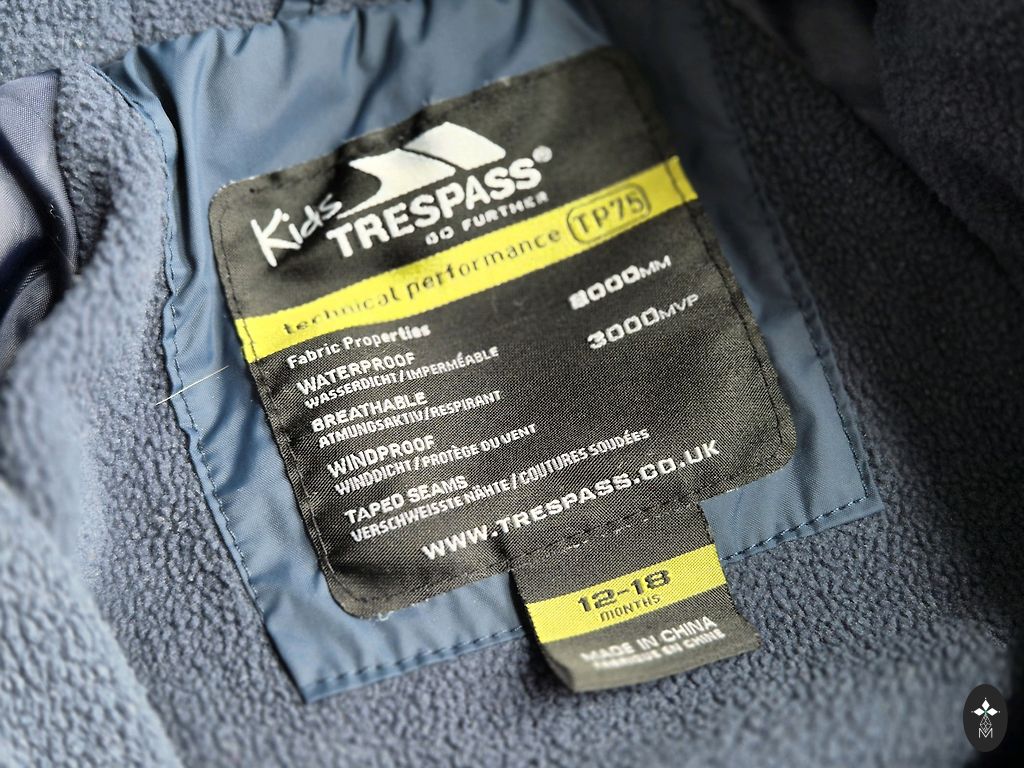 Kids
TRESPASS®
GO FURTHER
technical performance TP75
Fabric Properties
WATERPROOF 8000MM
WASSERDICHT/IMPERMÉABLE
BREATHABLE 3000MVP
ATMUNGSAKTIV/RESPIRANT
WINDPROOF
WINDDICHT/PROTÈGE DU VENT
TAPED SEAMS
VERSCHWEISSTE NÄHTE/COUTURES SOUDÉES
WWW.TRESPASS.CO.UK
12-18
MONTHS
MADE IN CHINA
FABRIQUÉ EN CHINE
M